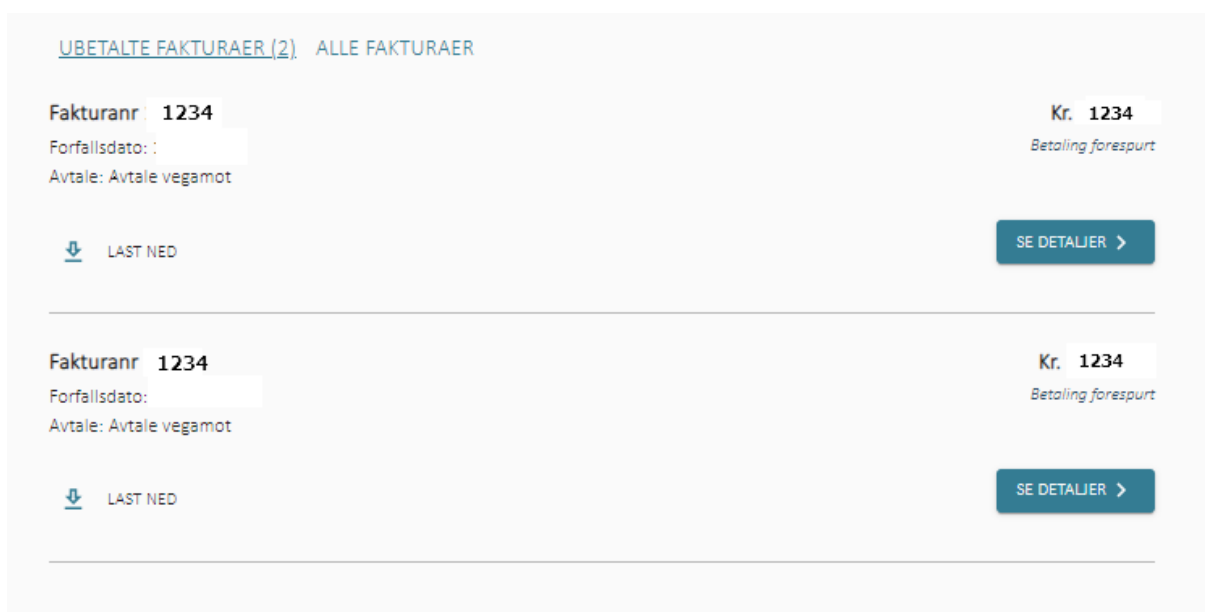 UBETALTE FAKTURAER (2) ALLE FAKTURAER
Fakturanr 1234 Kr. 1234
Forfallsdato: Betaling forespurt
Avtale: Avtale vegamot
LAST NED SE DETALJER
Fakturanr 1234 Kr. 1234
Forfallsdato: Betaling forespurt
Avtale: Avtale vegamot
LAST NED SE DETALJER